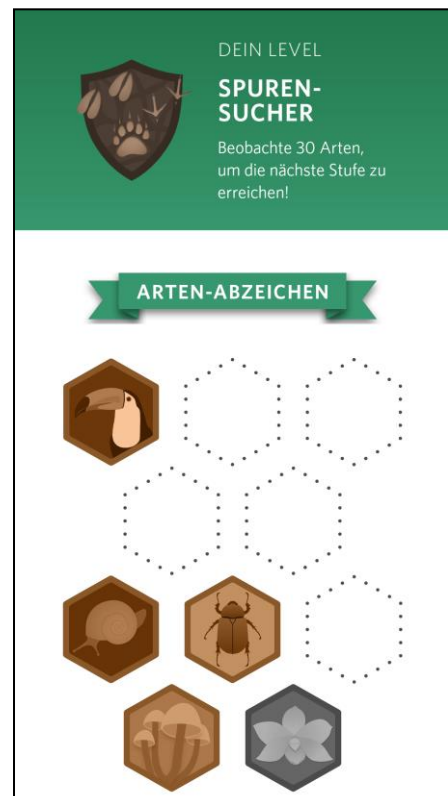 DEIN LEVEL
SPUREN-
SUCHER
Beobachte 30 Arten,
um die nächste Stufe zu
erreichen!
ARTEN-ABZEICHEN